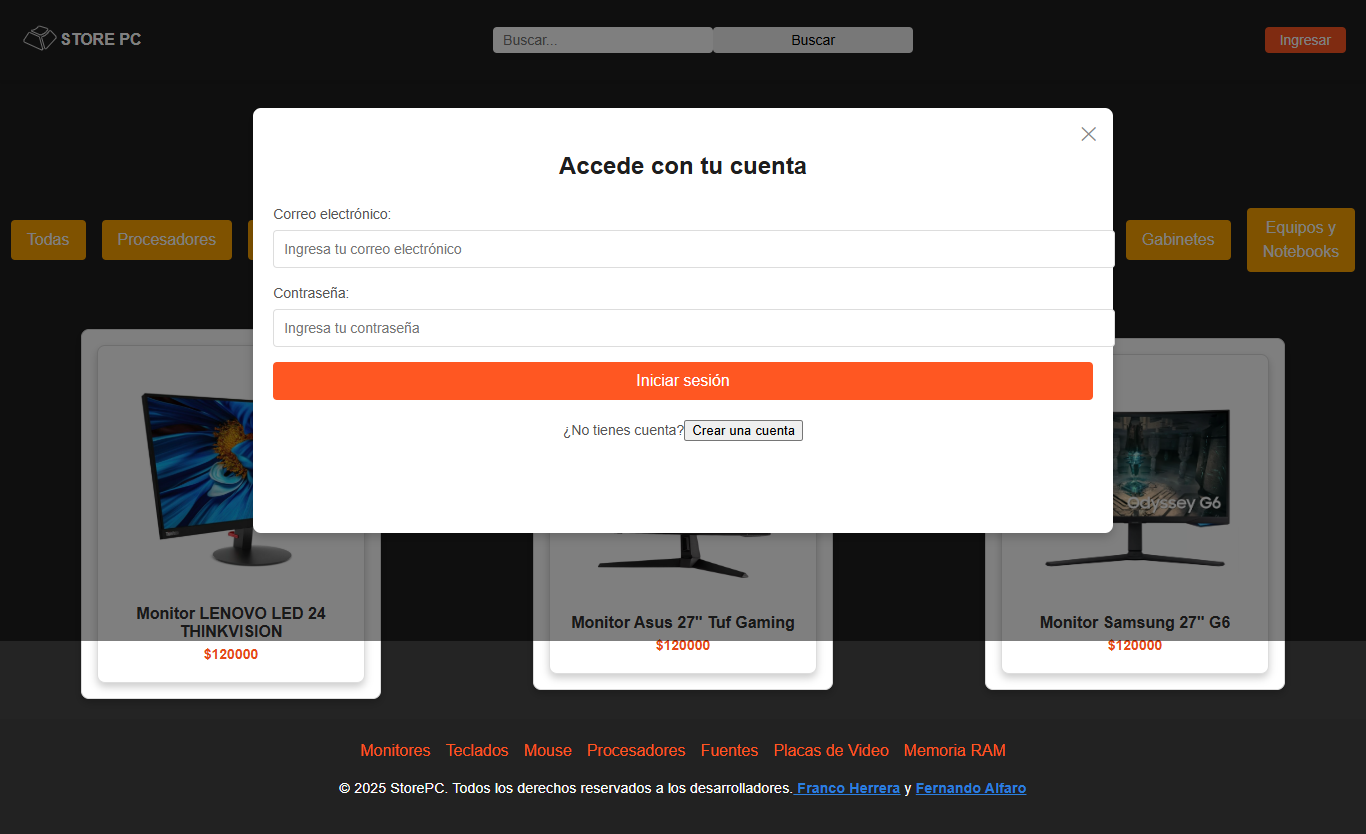 STORE PC
Buscar...
Buscar
Ingresar
Accede con tu cuenta
Correo electrónico:
Ingresa tu correo electrónico
Contraseña:
Ingresa tu contraseña
Iniciar sesión
¿No tienes cuenta? Crear una cuenta
Todas
Procesadores
Gabinetes
Equipos y
Notebooks
Odyssey G6
Monitor LENOVO LED 24
THINKVISION
$120000
Monitor Asus 27" Tuf Gaming
$120000
Monitor Samsung 27" G6
$120000
Monitores Teclados Mouse Procesadores Fuentes Placas de Video Memoria RAM
© 2025 StorePC. Todos los derechos reservados a los desarrolladores. Franco Herrera y Fernando Alfaro